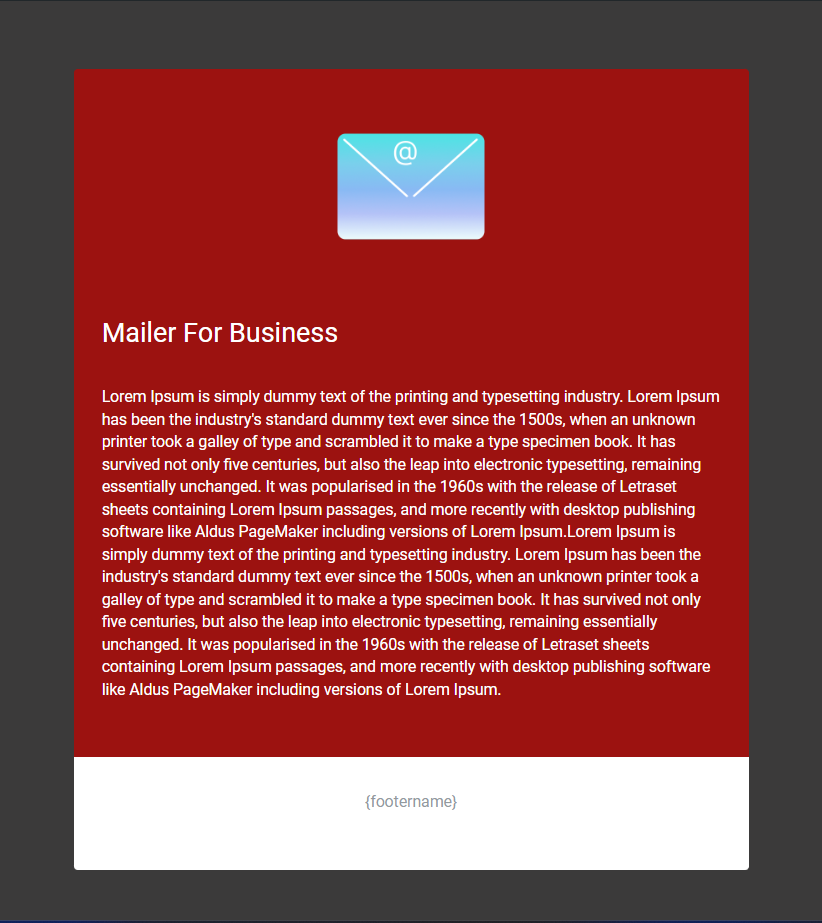 @
Mailer For Business
Lorem Ipsum is simply dummy text of the printing and typesetting industry. Lorem Ipsum
has been the industry's standard dummy text ever since the 1500s, when an unknown
printer took a galley of type and scrambled it to make a type specimen book. It has
survived not only five centuries, but also the leap into electronic typesetting, remaining
essentially unchanged. It was popularised in the 1960s with the release of Letraset
sheets containing Lorem Ipsum passages, and more recently with desktop publishing
software like Aldus PageMaker including versions of Lorem Ipsum.Lorem Ipsum is
simply dummy text of the printing and typesetting industry. Lorem Ipsum has been the
industry's standard dummy text ever since the 1500s, when an unknown printer took a
galley of type and scrambled it to make a type specimen book. It has survived not only
five centuries, but also the leap into electronic typesetting, remaining essentially
unchanged. It was popularised in the 1960s with the release of Letraset sheets
containing Lorem Ipsum passages, and more recently with desktop publishing software
like Aldus PageMaker including versions of Lorem Ipsum.
{footername}